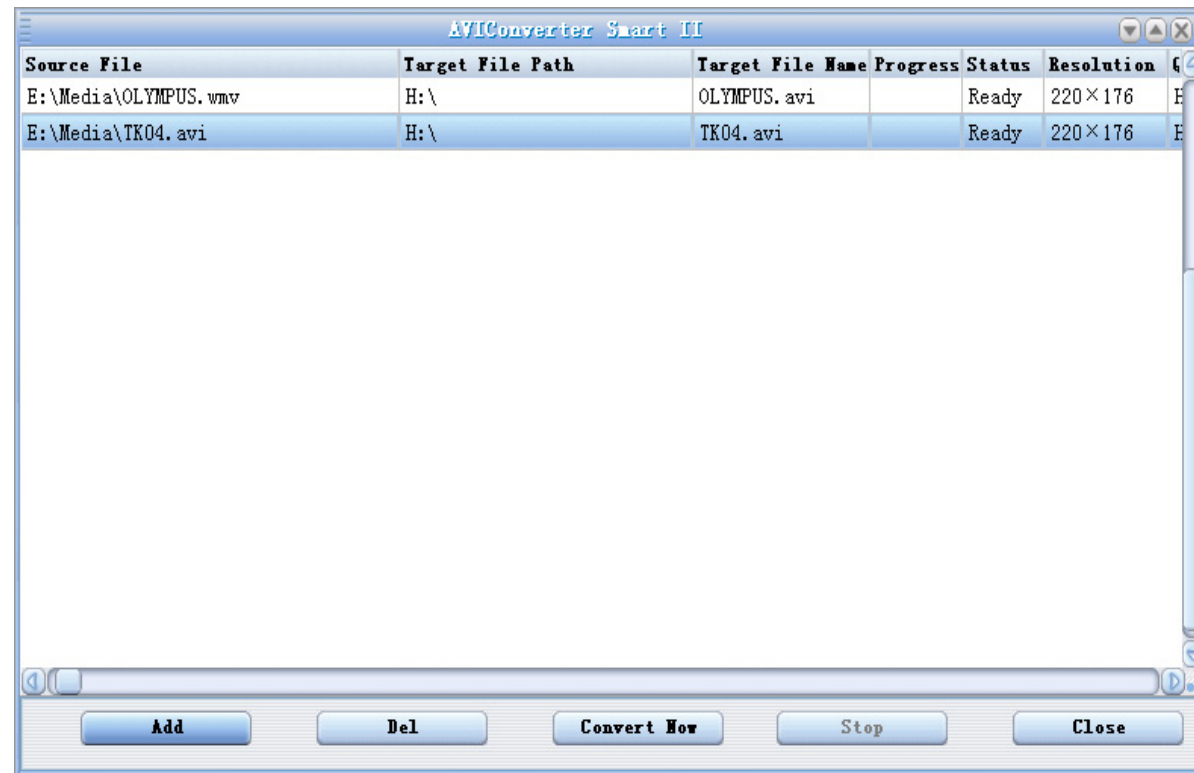 AVIConverter Smart II
Source File Target File Path Target File Name Progress Status Resolution
E:\Media\OLYMPUS.wmv H:\ OLYMPUS.avi Ready 220×176 H
E:\Media\TK04.avi H:\ TK04.avi Ready 220×176 H
Add Del Convert Now Stop Close